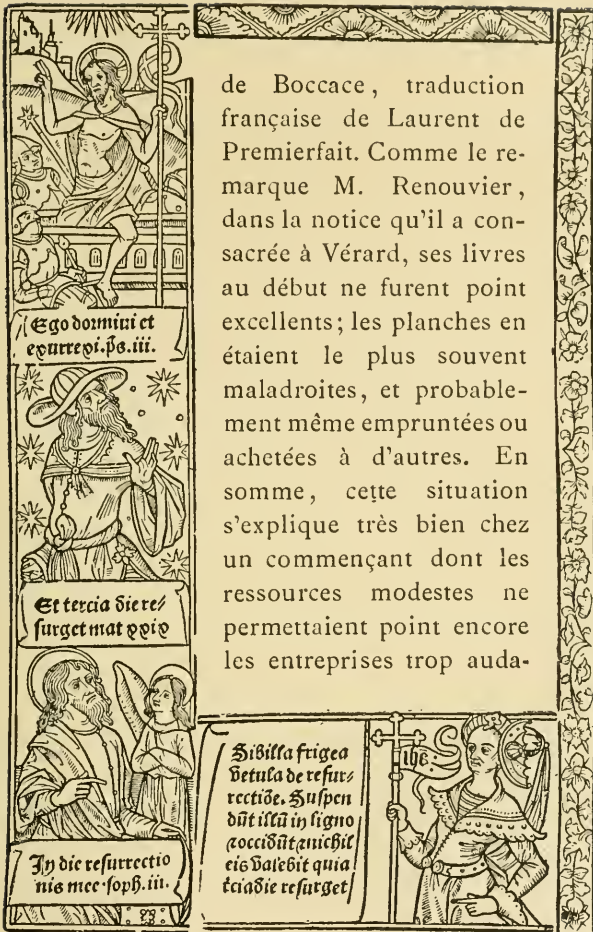 de Boccace, traduction
française de Laurent de
Premierfait. Comme le re-
marque M. Renouvier,
dans la notice qu'il a con-
sacrée à Vérard, ses livres
au début ne furent point
excellents; les planches en
étaient le plus souvent
maladroites, et probable-
ment même empruntées ou
achetées à d'autres. En
somme, cette situation
s'explique très bien chez
un commençant dont les
ressources modestes ne
permettaient point encore
les entreprises trop auda-
Ego dormivi et
exurrexi. ps. iii.
Et tercia die re/
surget mat xxix
In die resurrectio
nis mee soph. iii.
Sibilla frigea
vetula de resur/
rectiõe. Suspen
dũt illũ in ligno
⁊ occidũt ⁊ nichil
eis valebit quia
tcia die resurget
ihc